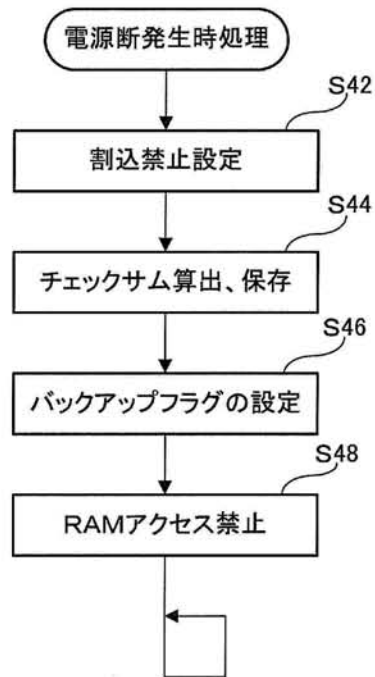 電源断発生時処理
S42
割込禁止設定
S44
チェックサム算出、保存
S46
バックアップフラグの設定
S48
RAMアクセス禁止